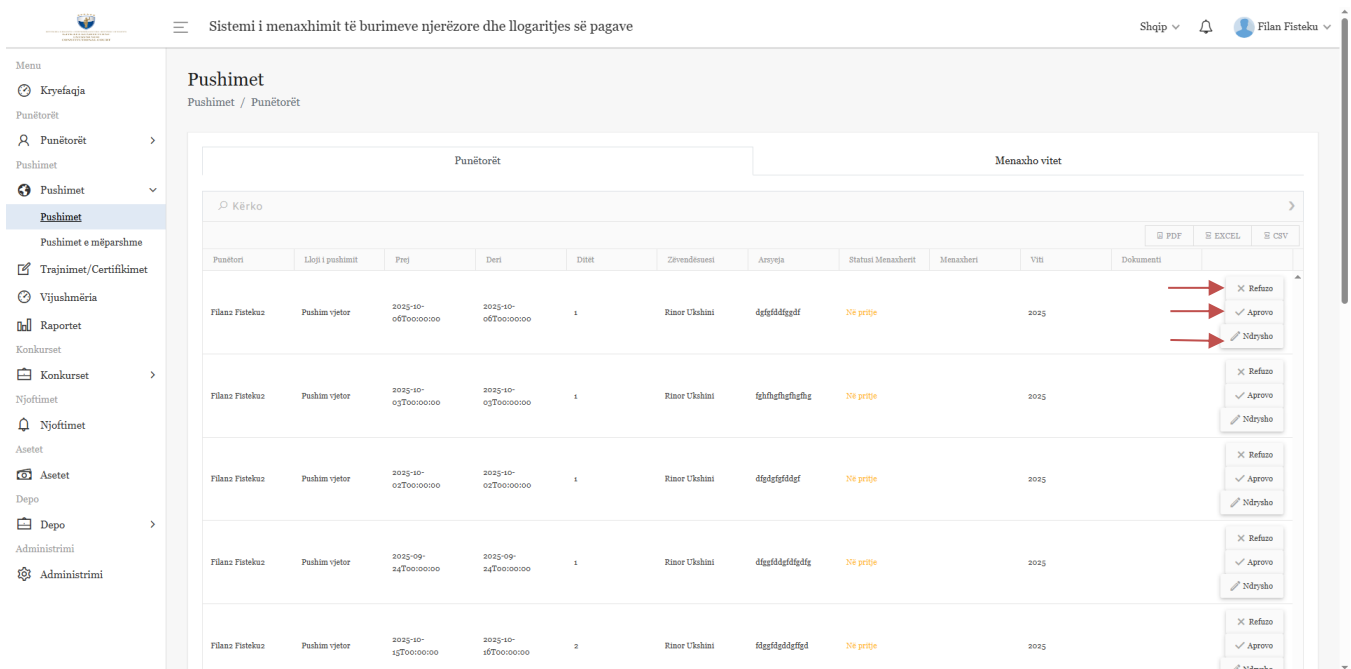 Sistemi i menaxhimit të burimeve njerëzore dhe llogaritjes së pagave
Shqip
Filan Fisteku
Menu
Kryefaqja
Punëtorët
Punëtorët
Pushimet
Pushimet
Pushimet
Pushimet e mëparshme
Trajnimet/Certifikimet
Vijushmëria
Raportet
Konkurset
Konkurset
Njoftimet
Njoftimet
Asetet
Asetet
Depo
Depo
Administrimi
Administrimi
Pushimet
Pushimet / Punëtorët
Punëtorët
Menaxho vitet
Kërko
PDF EXCEL CSV
Punëtori Lloji i pushimit Prej Deri Ditët Zëvendësuesi Arsyeja Statusi Menaxherit Menaxheri Viti Dokumenti
Refuzo
2025-10- 2025-10-
Filan2 Fisteku2 Pushim vjetor 06T00:00:00 06T00:00:00 1 Rinor Ukshini dgfgfddfggdf Në pritje 2025 Aprovo
Ndrysho
Refuzo
2025-10- 2025-10-
Filan2 Fisteku2 Pushim vjetor 03T00:00:00 03T00:00:00 1 Rinor Ukshini fghfhgfhgfhgfhg Në pritje 2025 Aprovo
Ndrysho
Refuzo
2025-10- 2025-10-
Filan2 Fisteku2 Pushim vjetor 02T00:00:00 02T00:00:00 1 Rinor Ukshini dfgdgfgfddgf Në pritje 2025 Aprovo
Ndrysho
Refuzo
2025-09- 2025-09-
Filan2 Fisteku2 Pushim vjetor 24T00:00:00 24T00:00:00 1 Rinor Ukshini dfggfddgfdfgdfg Në pritje 2025 Aprovo
Ndrysho
Refuzo
2025-10- 2025-10-
Filan2 Fisteku2 Pushim vjetor 15T00:00:00 16T00:00:00 2 Rinor Ukshini fdggfdgddgffgd Në pritje 2025 Aprovo
Ndrysho